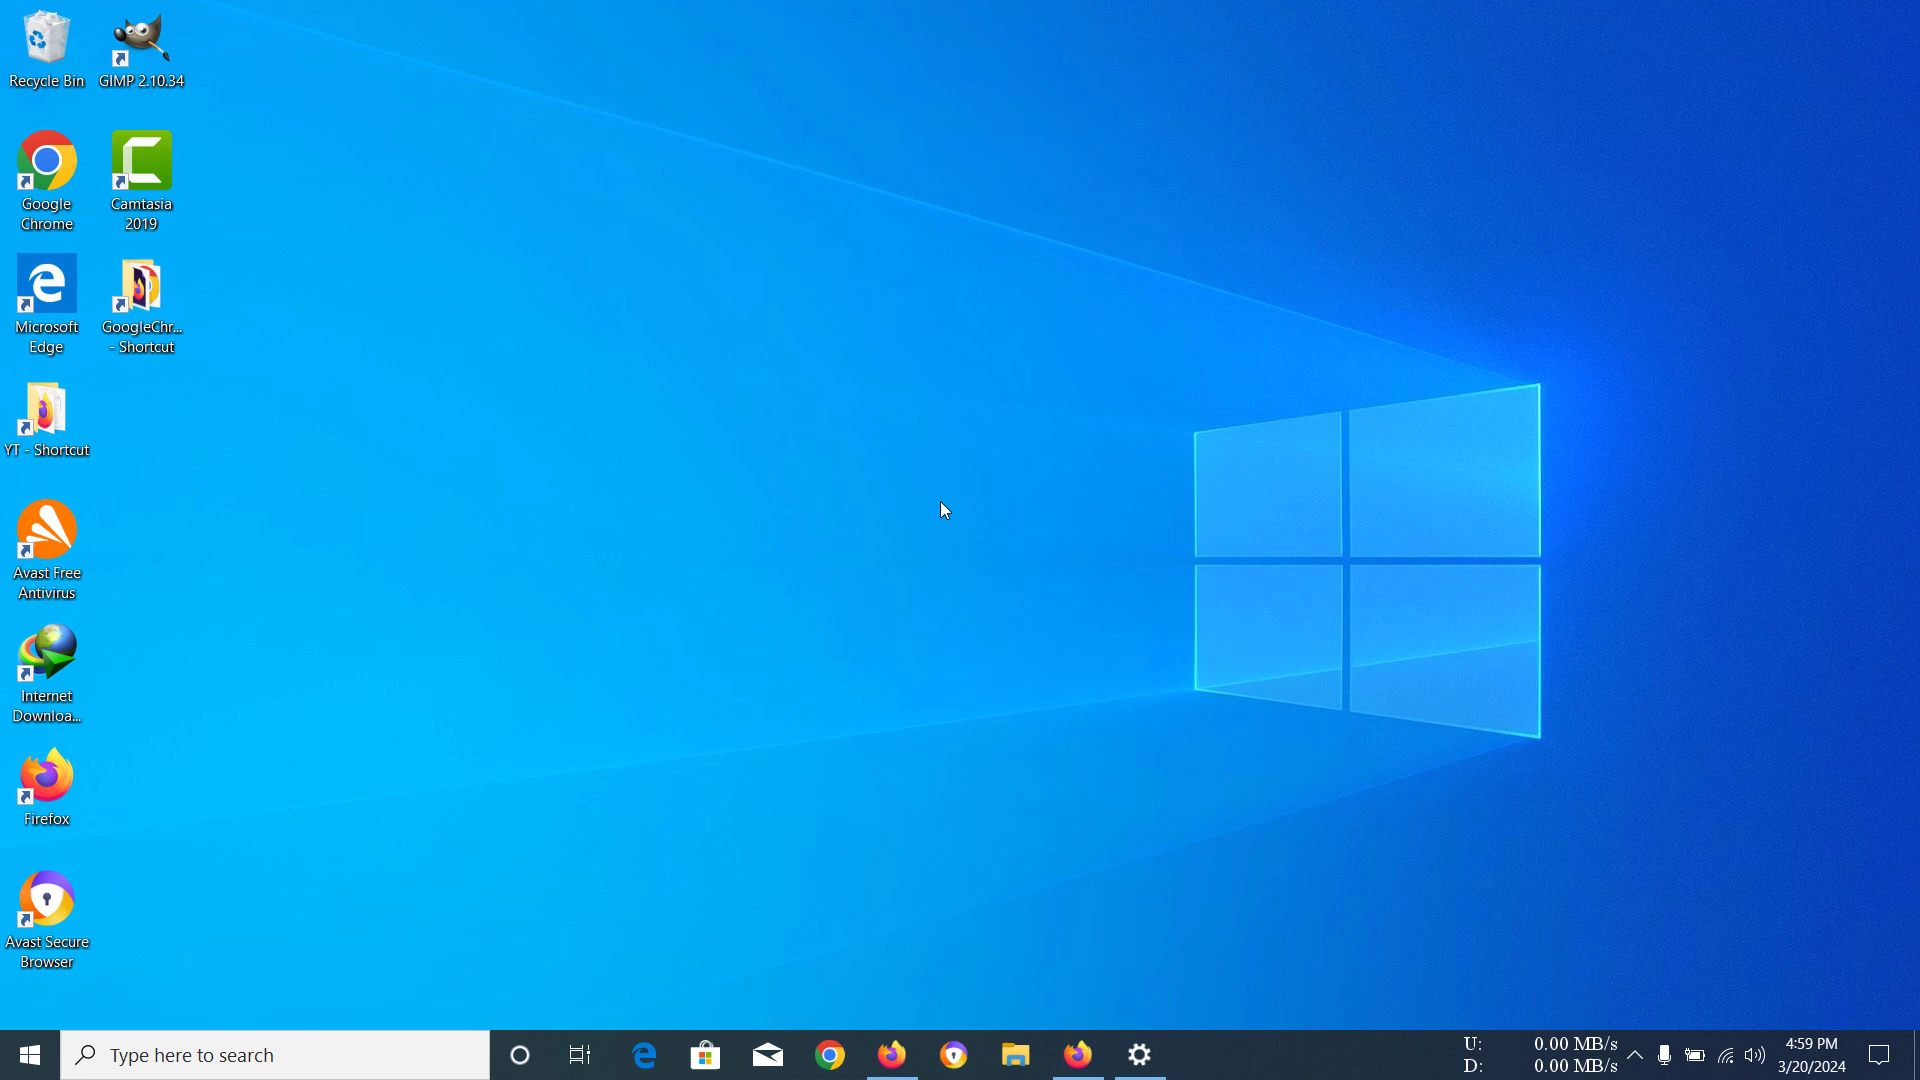 Recycle Bin
GIMP 2.10.34
Google
Chrome
Camtasia
2019
Microsoft
Edge
GoogleChr...
- Shortcut
YT - Shortcut
Avast Free
Antivirus
Internet
Downloa...
Firefox
Avast Secure
Browser
Type here to search
U: 0.00 MB/s
D: 0.00 MB/s
4:59 PM
3/20/2024